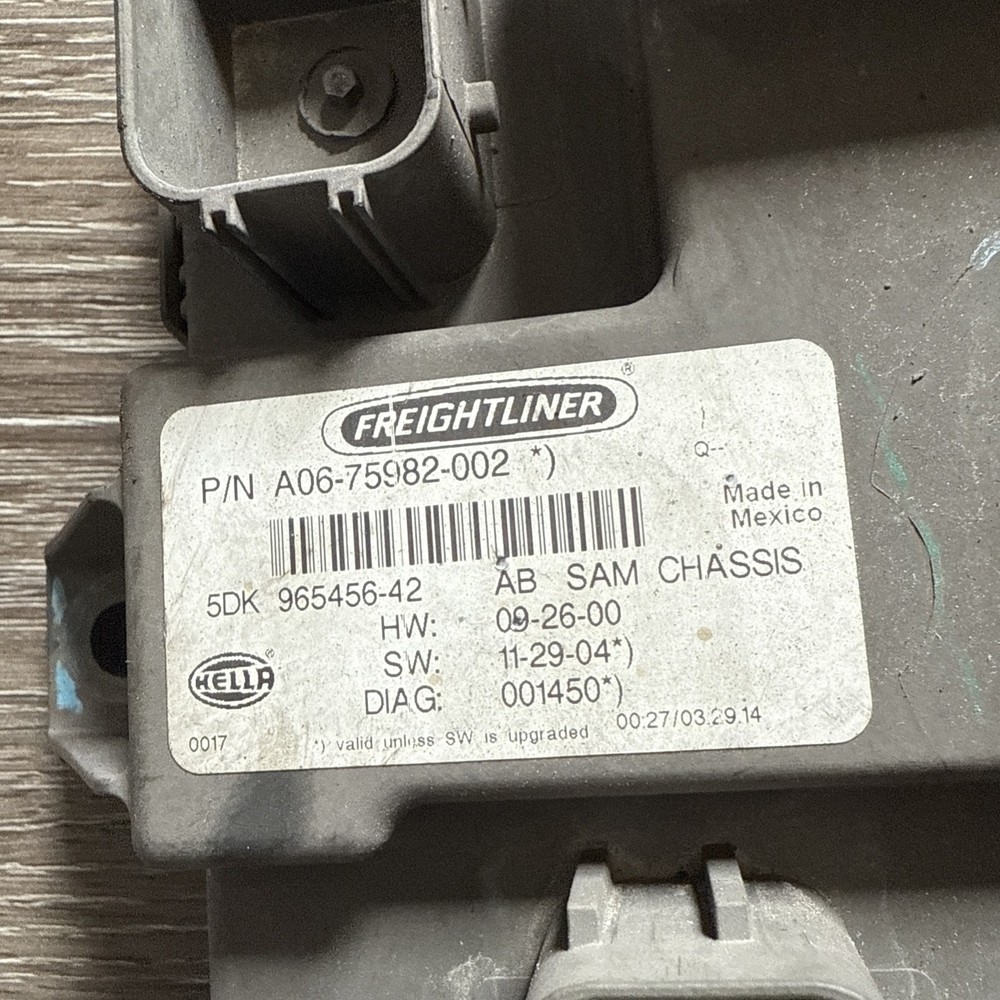 FREIGHTLINER®
P/N A06-75982-002 *)
Q--
Made in
Mexico
5DK 965456-42 AB SAM CHASSIS
HW: 09-26-00
SW: 11-29-04*)
HELLA®
DIAG: 001450*)
0017 *) valid unless SW is upgraded 00:27/03.29.14